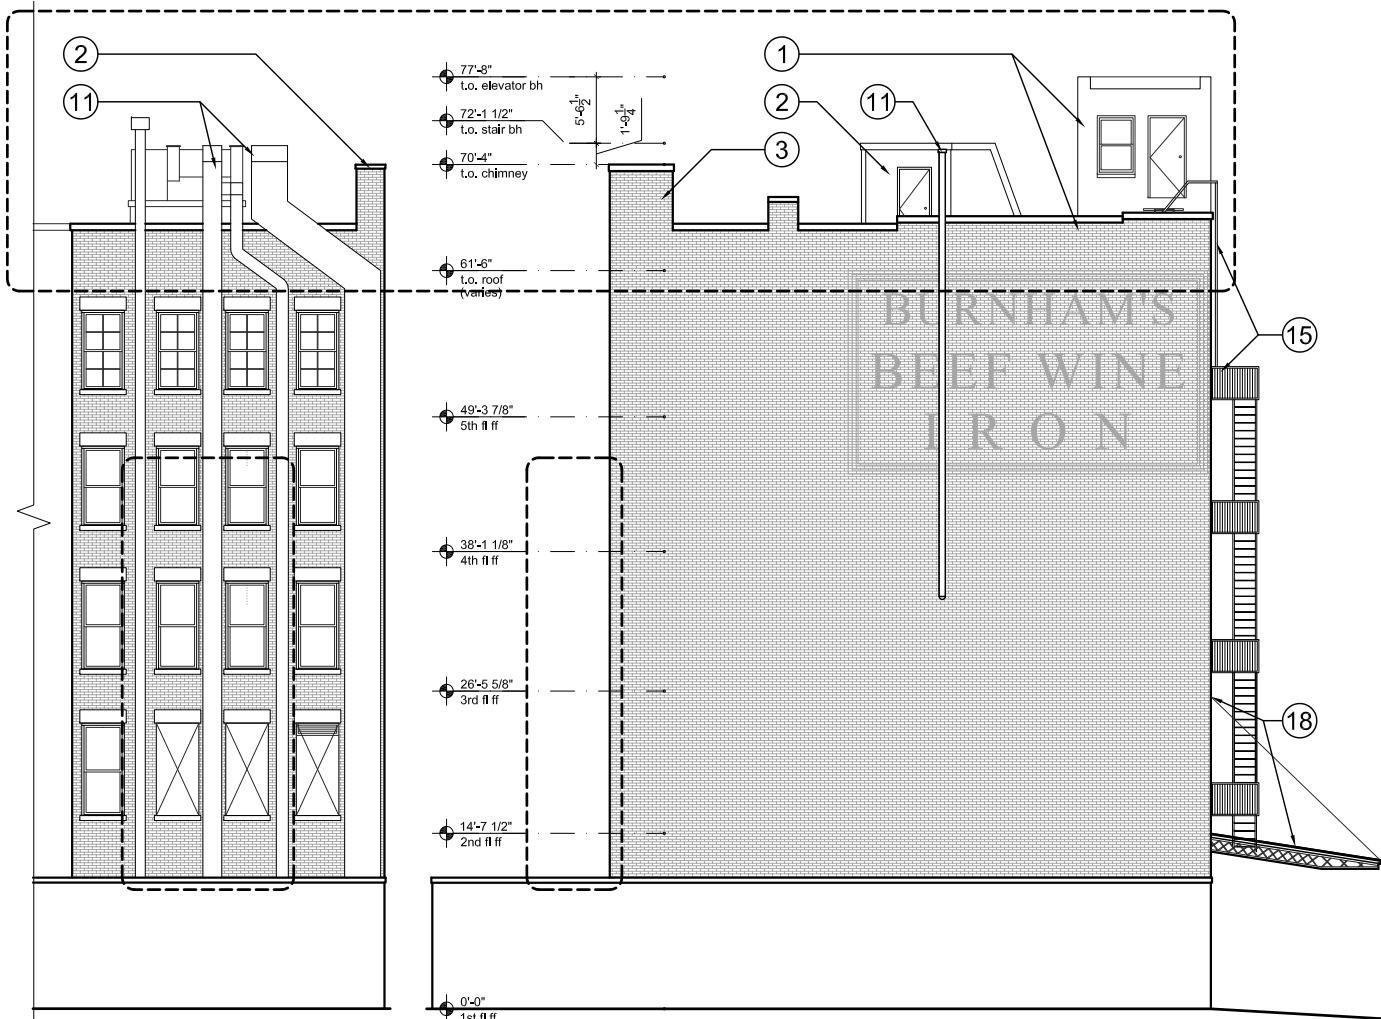 2
11
77'-8"
t.o. elevator bh
72'-1 1/2"
t.o. stair bh
70'-4"
t.o. chimney
5'-6 1/2"
1'-9 1/4"
1
2
11
3
61'-6"
t.o. roof
(varies)
BURNHAM'S
BEEF WINE
IRON
15
49'-3 7/8"
5th fl ff
38'-1 1/8"
4th fl ff
26'-5 5/8"
3rd fl ff
18
14'-7 1/2"
2nd fl ff
0'-0"
1st fl ff